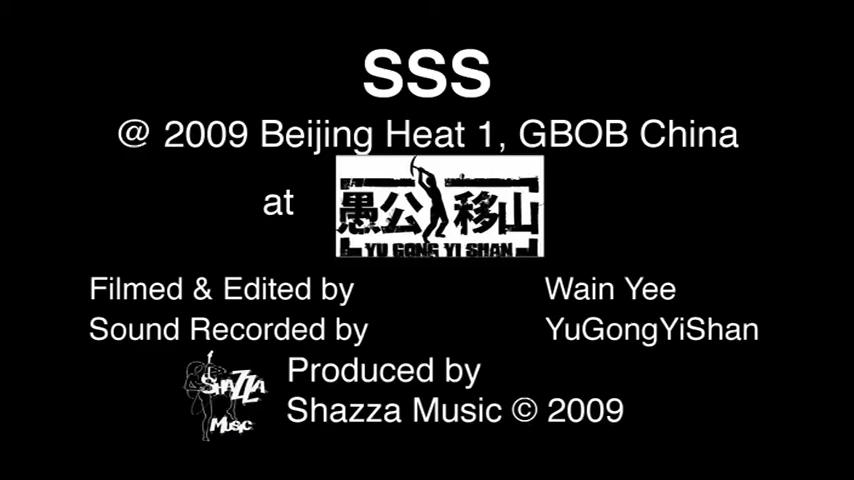 SSS
@ 2009 Beijing Heat 1, GBOB China
at
愚公移山
YU GONG YI SHAN
Filmed & Edited by Wain Yee
Sound Recorded by YuGongYiShan
SHAZZA
MUSIC
Produced by
Shazza Music © 2009